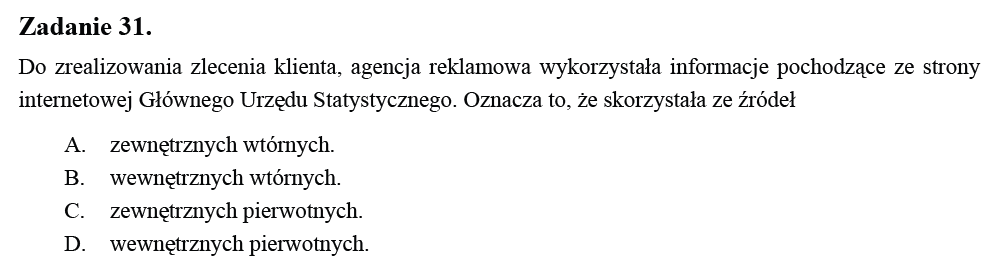 Zadanie 31.
Do zrealizowania zlecenia klienta, agencja reklamowa wykorzystała informacje pochodzące ze strony
internetowej Głównego Urzędu Statystycznego. Oznacza to, że skorzystała ze źródeł
A. zewnętrznych wtórnych.
B. wewnętrznych wtórnych.
C. zewnętrznych pierwotnych.
D. wewnętrznych pierwotnych.